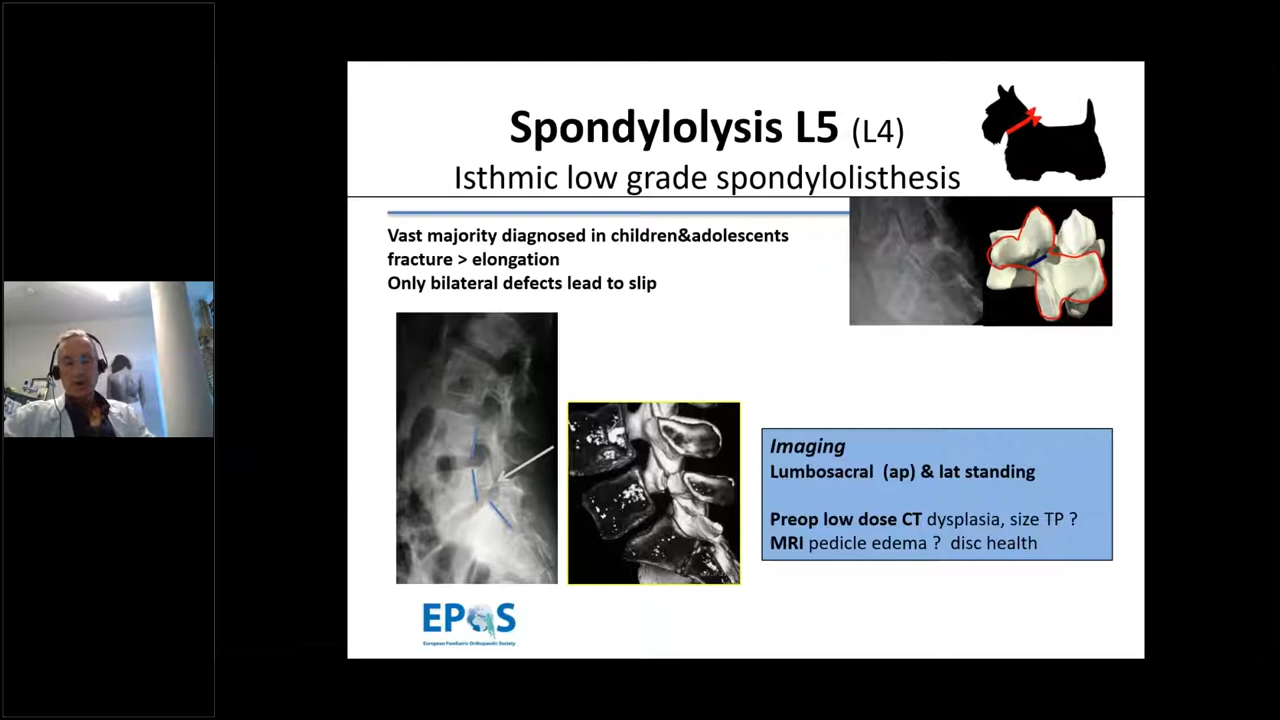 Spondylolysis L5 (L4)
Isthmic low grade spondylolisthesis
Vast majority diagnosed in children&adolescents
fracture > elongation
Only bilateral defects lead to slip
Imaging
Lumbosacral (ap) & lat standing
Preop low dose CT dysplasia, size TP ?
MRI pedicle edema ? disc health
EPOS
European Paediatric Orthopaedic Society